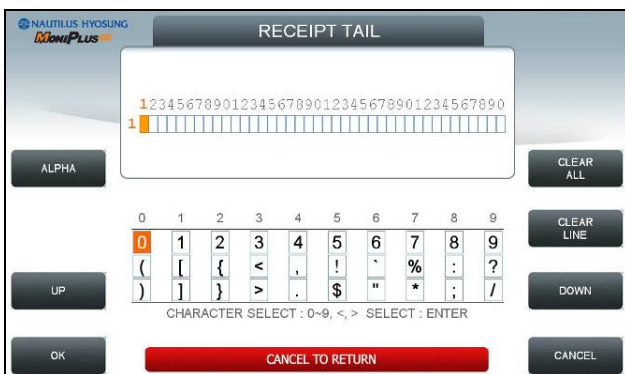 NAUTILUS HYOSUNG
MoniPlus
RECEIPT TAIL
1234567890123456789012345678901234567890
1
ALPHA
CLEAR
ALL
0 1 2 3 4 5 6 7 8 9
0 1 2 3 4 5 6 7 8 9
( [ { < , ! ` % : ?
) ] } > . $ " * ; /
CLEAR
LINE
UP
DOWN
CHARACTER SELECT : 0~9, <, > SELECT : ENTER
OK
CANCEL TO RETURN
CANCEL